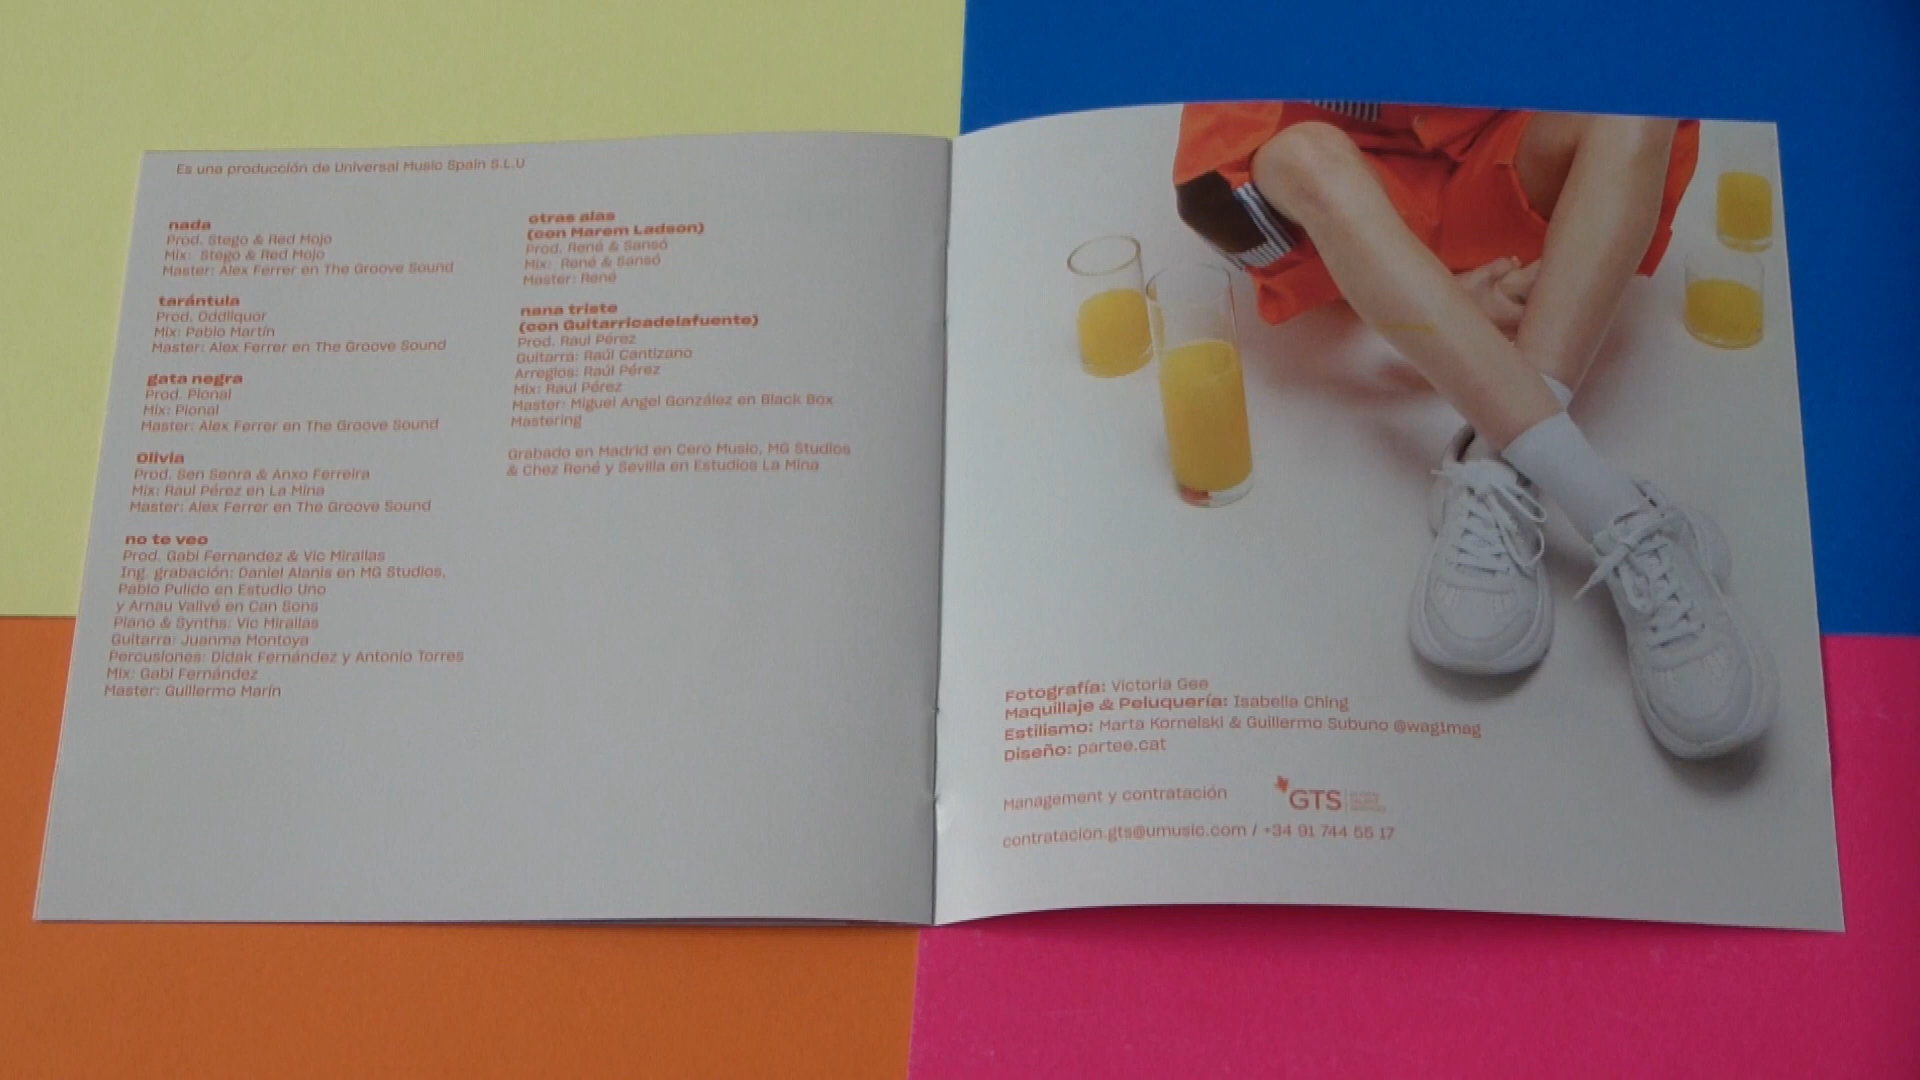 Es una producción de Universal Music Spain S.L.U
nada
Prod. Stego & Red Mojo
Mix: Stego & Red Mojo
Master: Alex Ferrer en The Groove Sound
tarántula
Prod. Oddliquor
Mix: Pablo Martín
Master: Alex Ferrer en The Groove Sound
gata negra
Prod. Pional
Mix: Pional
Master: Alex Ferrer en The Groove Sound
Olivia
Prod. Sen Senra & Anxo Ferreira
Mix: Raul Pérez en La Mina
Master: Alex Ferrer en The Groove Sound
no te veo
Prod. Gabi Fernandez & Vic Mirallas
Ing. grabación: Daniel Alanis en MG Studios,
Pablo Pulido en Estudio Uno
y Arnau Vallvé en Can Sons
Piano & Synths: Vic Mirallas
Guitarra: Juanma Montoya
Percusiones: Didak Fernández y Antonio Torres
Mix: Gabi Fernández
Master: Guillermo Marín
otras alas
(con Marem Ladson)
Prod. René & Sansó
Mix: René & Sansó
Master: René
nana triste
(con Guitarricadelafuente)
Prod. Raul Pérez
Guitarra: Raúl Cantizano
Arreglos: Raúl Pérez
Mix: Raul Pérez
Master: Miguel Angel González en Black Box
Mastering
Grabado en Madrid en Cero Music, MG Studios
& Chez René y Sevilla en Estudios La Mina
Fotografía: Victoria Gee
Maquillaje & Peluquería: Isabella Ching
Estilismo: Marta Kornelski & Guillermo Subuno @wag1mag
Diseño: partee.cat
Management y contratación
GTS
contratacion.gts@umusic.com / +34 91 744 55 17